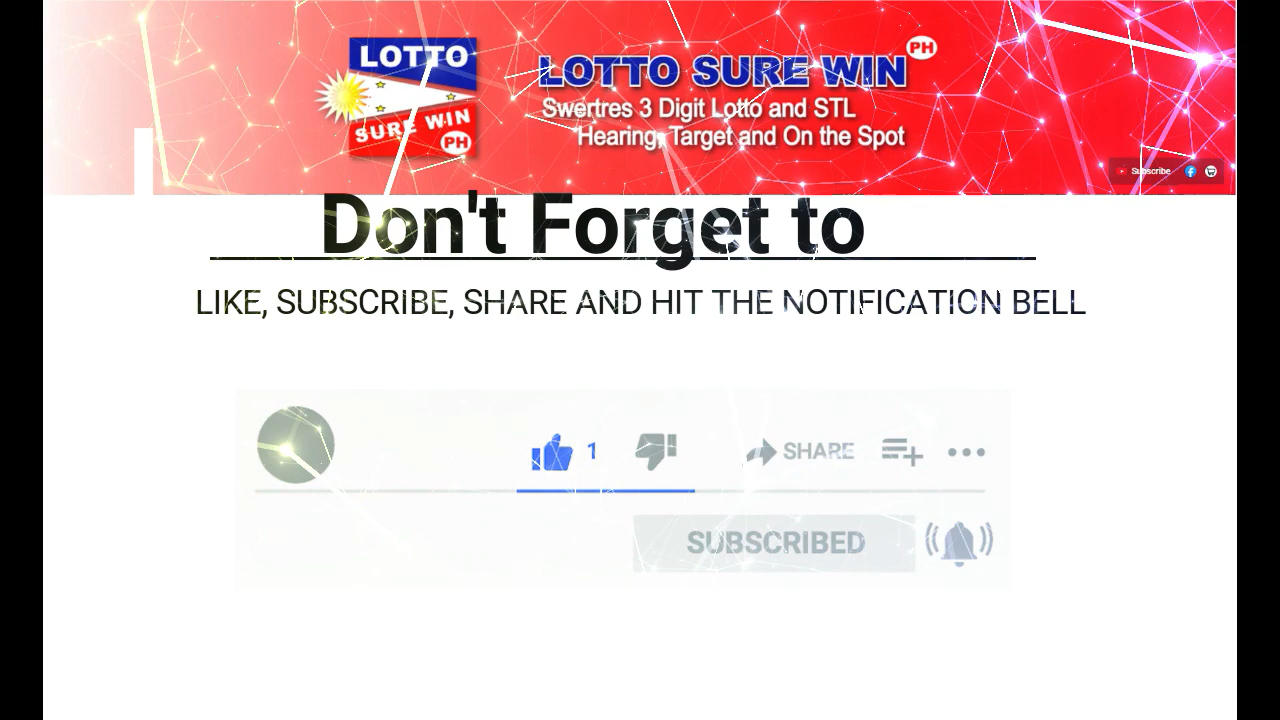 LOTTO
SURE WIN
PH
LOTTO SURE WIN PH
Swertres 3 Digit Lotto and STL
Hearing, Target and On the Spot
Subscribe
Don't Forget to
LIKE, SUBSCRIBE, SHARE AND HIT THE NOTIFICATION BELL
1
SHARE
SUBSCRIBED